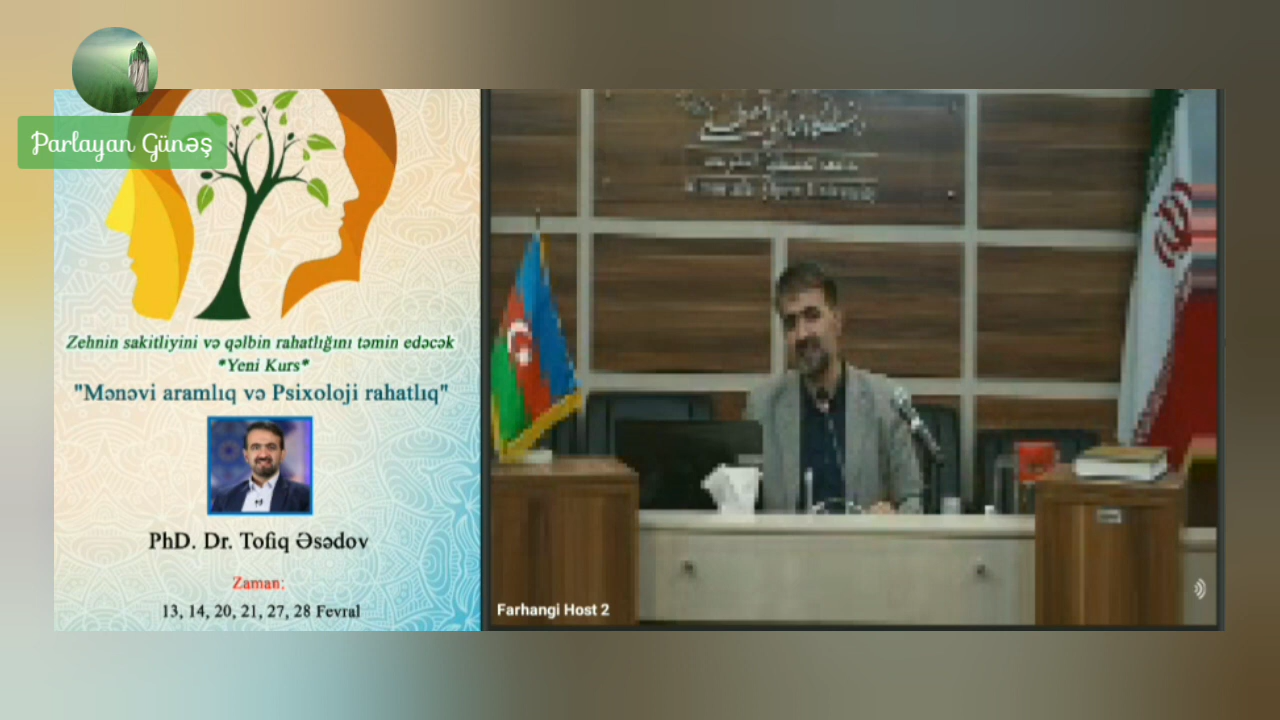 Parlayan Günəş
Zehnin sakitliyini və qəlbin rahatlığını təmin edəcək
*Yeni Kurs*
"Mənəvi aramlıq və Psixoloji rahatlıq"
PhD. Dr. Tofiq Əsədov
Zaman:
13, 14, 20, 21, 27, 28 Fevral
Farhangi Host 2